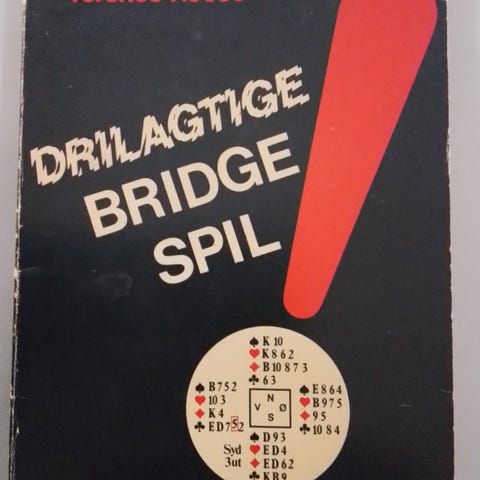 DRILAGTIGE
BRIDGE
SPIL
♠ K 10
♥ K 8 6 2
♦ B 10 8 7 3
♣ 63
♠ B 7 5 2
♥ 10 3
♦ K 4
♣ E D 7 5 2
N
V Ø
S
♠ E 8 6 4
♥ B 9 7 5
♦ 9 5
♣ 10 8 4
Syd
3ut
♠ D 9 3
♥ E D 4
♦ E D 6 2
♣ K B 9